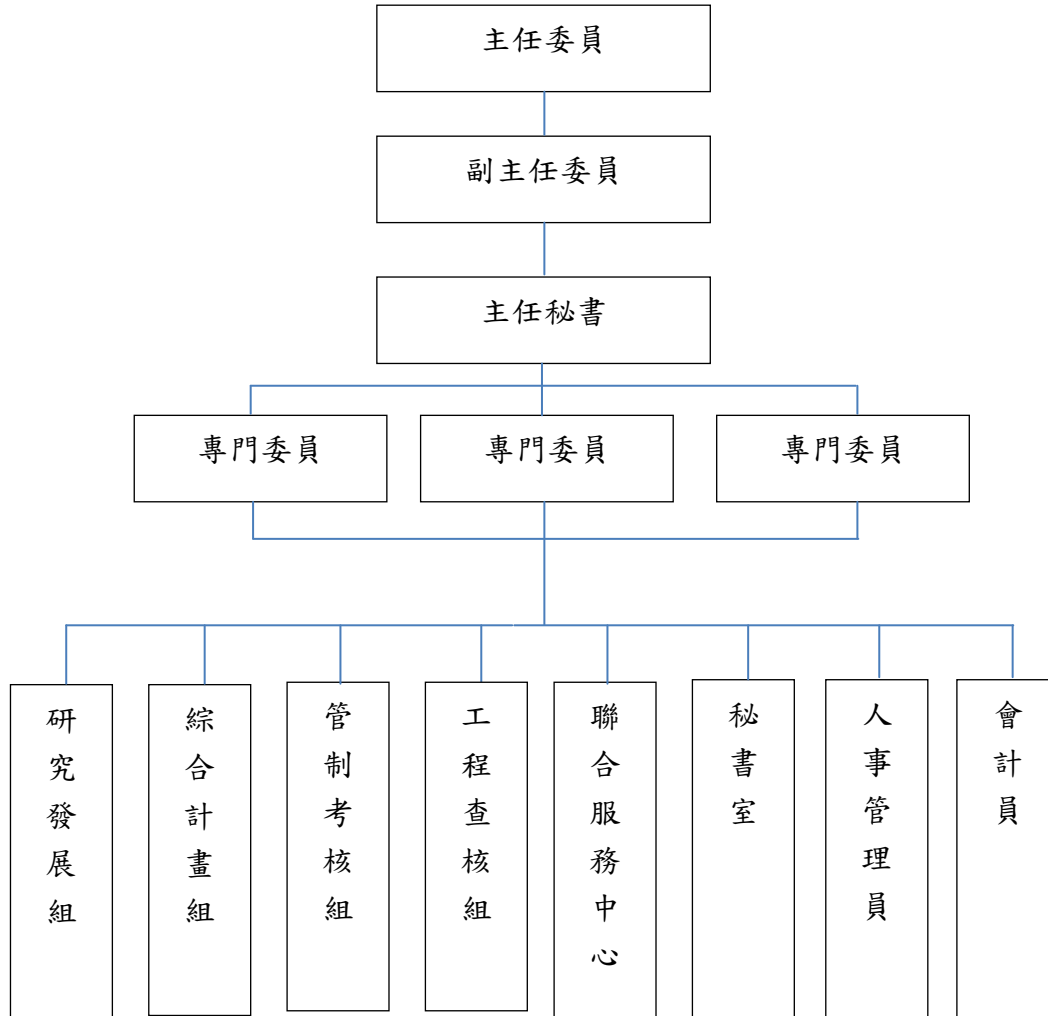 主任委員
副主任委員
主任秘書
專門委員
專門委員
專門委員
研究發展組
綜合計畫組
管制考核組
工程查核組
聯合服務中心
秘書室
人事管理員
會計員